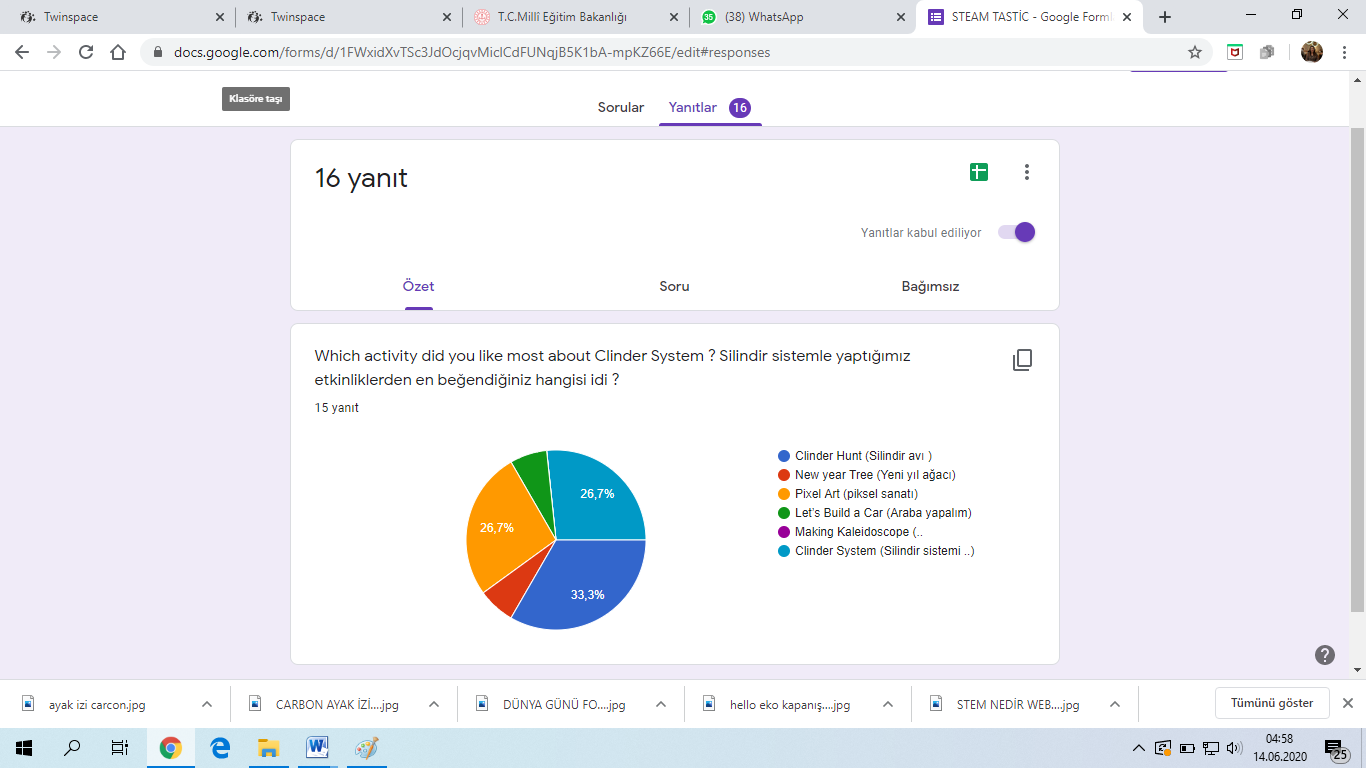 Twinspace
Twinspace
T.C.Millî Eğitim Bakanlığı
(38) WhatsApp
STEAM TASTİC - Google Forml
docs.google.com/forms/d/1FWxidXvTSc3JdOcjqvMiclCdFUNqjB5K1bA-mpKZ66E/edit#responses
Klasöre taşı
Sorular
Yanıtlar 16
16 yanıt
Yanıtlar kabul ediliyor
Özet
Soru
Bağımsız
Which activity did you like most about Clinder System ? Silindir sistemle yaptığımız
etkinliklerden en beğendiğiniz hangisi idi ?
15 yanıt
26,7%
26,7%
33,3%
Clinder Hunt (Silindir avı )
New year Tree (Yeni yıl ağacı)
Pixel Art (piksel sanatı)
Let's Build a Car (Araba yapalım)
Making Kaleidoscope (..
Clinder System (Silindir sistemi ..)
ayak izi carcon.jpg
CARBON AYAK İZİ....jpg
DÜNYA GÜNÜ FO....jpg
hello eko kapanış....jpg
STEM NEDİR WEB....jpg
Tümünü göster
04:58
14.06.2020
25